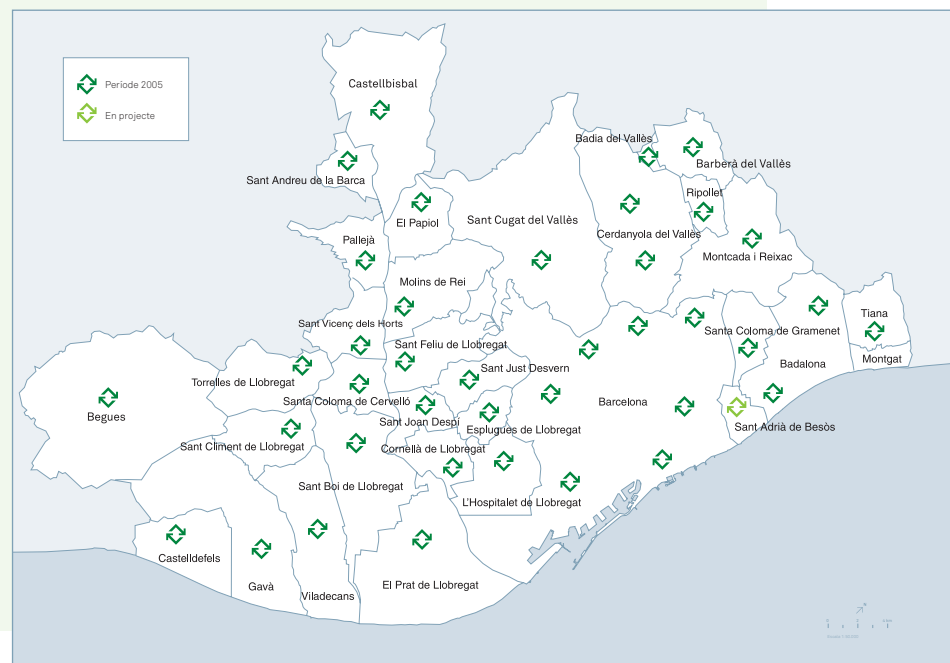 Període 2005
En projecte
Castellbisbal
Badia del Vallès
Barberà del Vallès
Sant Andreu de la Barca
Ripollet
El Papiol
Sant Cugat del Vallès
Cerdanyola del Vallès
Pallejà
Montcada i Reixac
Molins de Rei
Tiana
Sant Vicenç dels Horts
Santa Coloma de Gramenet
Sant Feliu de Llobregat
Montgat
Badalona
Sant Just Desvern
Torrelles de Llobregat
Santa Coloma de Cervelló
Barcelona
Begues
Sant Joan Despí
Esplugues de Llobregat
Sant Adrià de Besòs
Sant Climent de Llobregat
Cornellà de Llobregat
Sant Boi de Llobregat
L'Hospitalet de Llobregat
Castelldefels
Gavà
El Prat de Llobregat
Viladecans